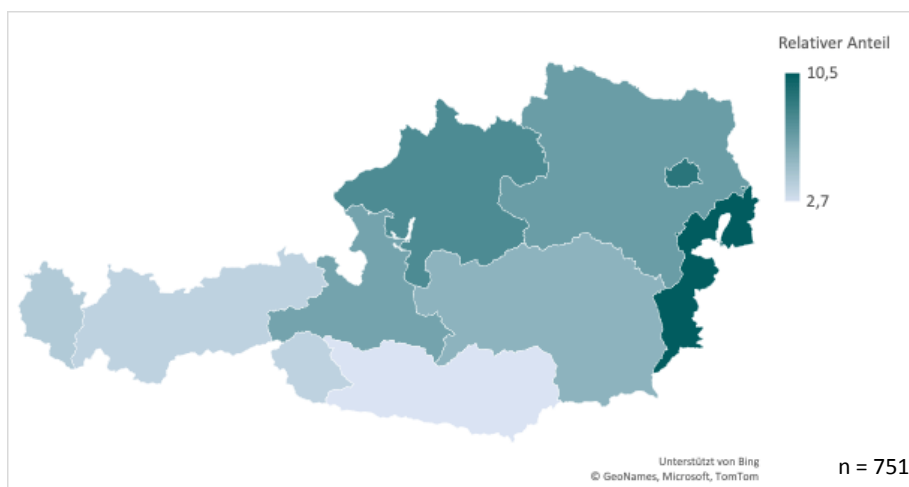 Relativer Anteil
10,5
2,7
Unterstützt von Bing
© GeoNames, Microsoft, TomTom
n = 751